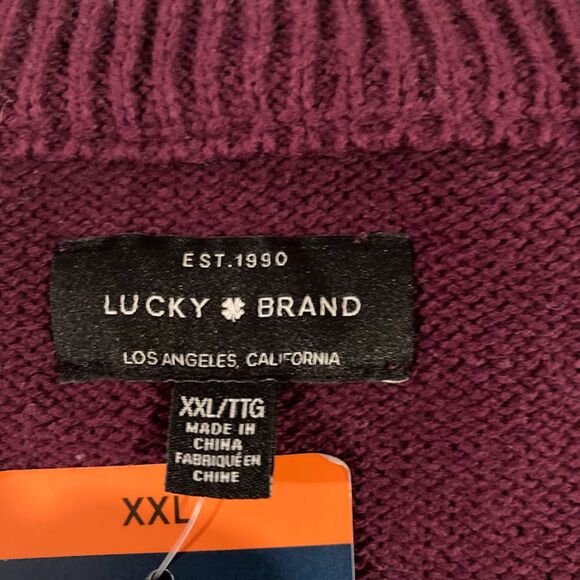 EST.1990
LUCKY BRAND
LOS ANGELES, CALIFORNIA
XXL/TTG
MADE IN
CHINA
FABRIQUÉ EN
CHINE
XXL